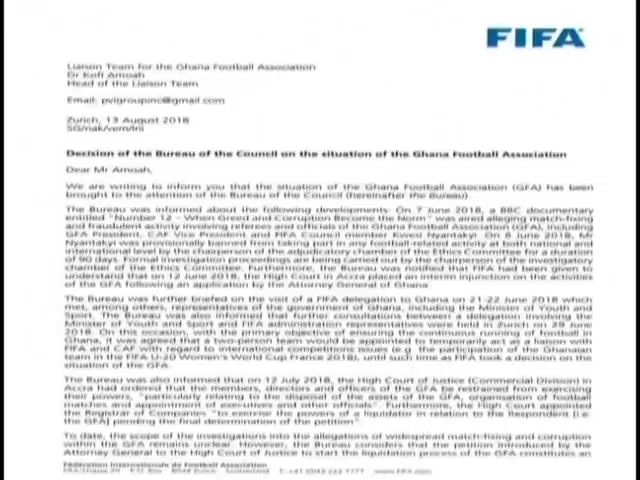 FIFA
Liaison Team for the Ghana Football Association
Dr Kofi Amoah
Head of the Liaison Team
Email: pvigroupinc@gmail.com
Zurich, 13 August 2018
SG/nak/vem/lni
Decision of the Bureau of the Council on the situation of the Ghana Football Association
Dear Mr Amoah,
We are writing to inform you that the situation of the Ghana Football Association (GFA) has been
brought to the attention of the Bureau of the Council (hereinafter the Bureau).
The Bureau was informed about the following developments: On 7 June 2018, a BBC documentary
entitled "Number 12 – When Greed and Corruption Become the Norm" was aired alleging match-fixing
and fraudulent activity involving referees and officials of the Ghana Football Association (GFA), including
GFA President, CAF Vice President and FIFA Council member Kwesi Nyantakyi. On 8 June 2018, Mr
Nyantakyi was provisionally banned from taking part in any football-related activity at both national and
international level by the chairperson of the adjudicatory chamber of the Ethics Committee for a duration
of 90 days. Formal investigation proceedings are being carried out by the chairperson of the investigatory
chamber of the Ethics Committee. Furthermore, the Bureau was notified that FIFA had been given to
understand that on 12 June 2018, the High Court in Accra placed an interim injunction on the activities
of the GFA following an application by the Attorney General of Ghana.
The Bureau was further briefed on the visit of a FIFA delegation to Ghana on 21-22 June 2018 which
met, among others, representatives of the government of Ghana, including the Minister of Youth and
Sport. The Bureau was also informed that further consultations between a delegation involving the
Minister of Youth and Sport and FIFA administration representatives were held in Zurich on 29 June
2018. On this occasion, with the primary objective of ensuring the continuous running of football in
Ghana, it was agreed that a two-person team would be appointed to temporarily act as a liaison with
FIFA and CAF with regard to international competitions issues (e.g. the participation of the Ghanaian
team in the FIFA U-20 Women's World Cup France 2018), until such time as FIFA took a decision on the
situation of the GFA.
The Bureau was also informed that on 12 July 2018, the High Court of Justice (Commercial Division) in
Accra had ordered that the members, directors and officers of the GFA be restrained from exercising
their powers, "particularly relating to the disposal of the assets of the GFA, organisation of football
matches and appointment of executives and other officials". Furthermore, the High Court appointed
the Registrar of Companies "to exercise the powers of a liquidator in relation to the Respondent [i.e.
the GFA] pending the final determination of the petition"
To date, the scope of the investigations into the allegations of widespread match-fixing and corruption
within the GFA remains unclear. However, the Bureau considers that the petition introduced by the
Attorney General to the High Court to start the liquidation process of the GFA constitutes an
Fédération Internationale de Football Association
www.FIFA.com